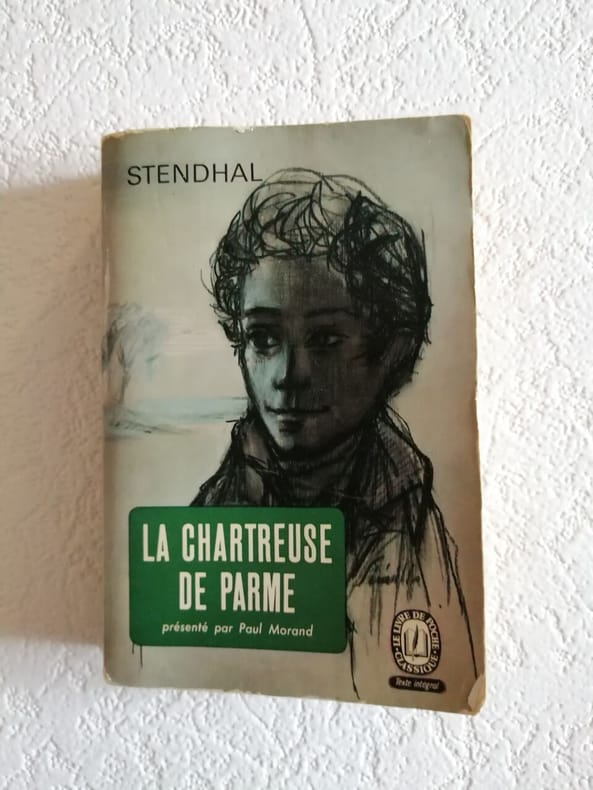 STENDHAL
LA CHARTREUSE
DE PARME
présenté par Paul Morand
LE LIVRE DE POCHE
CLASSIQUE
Texte intégral